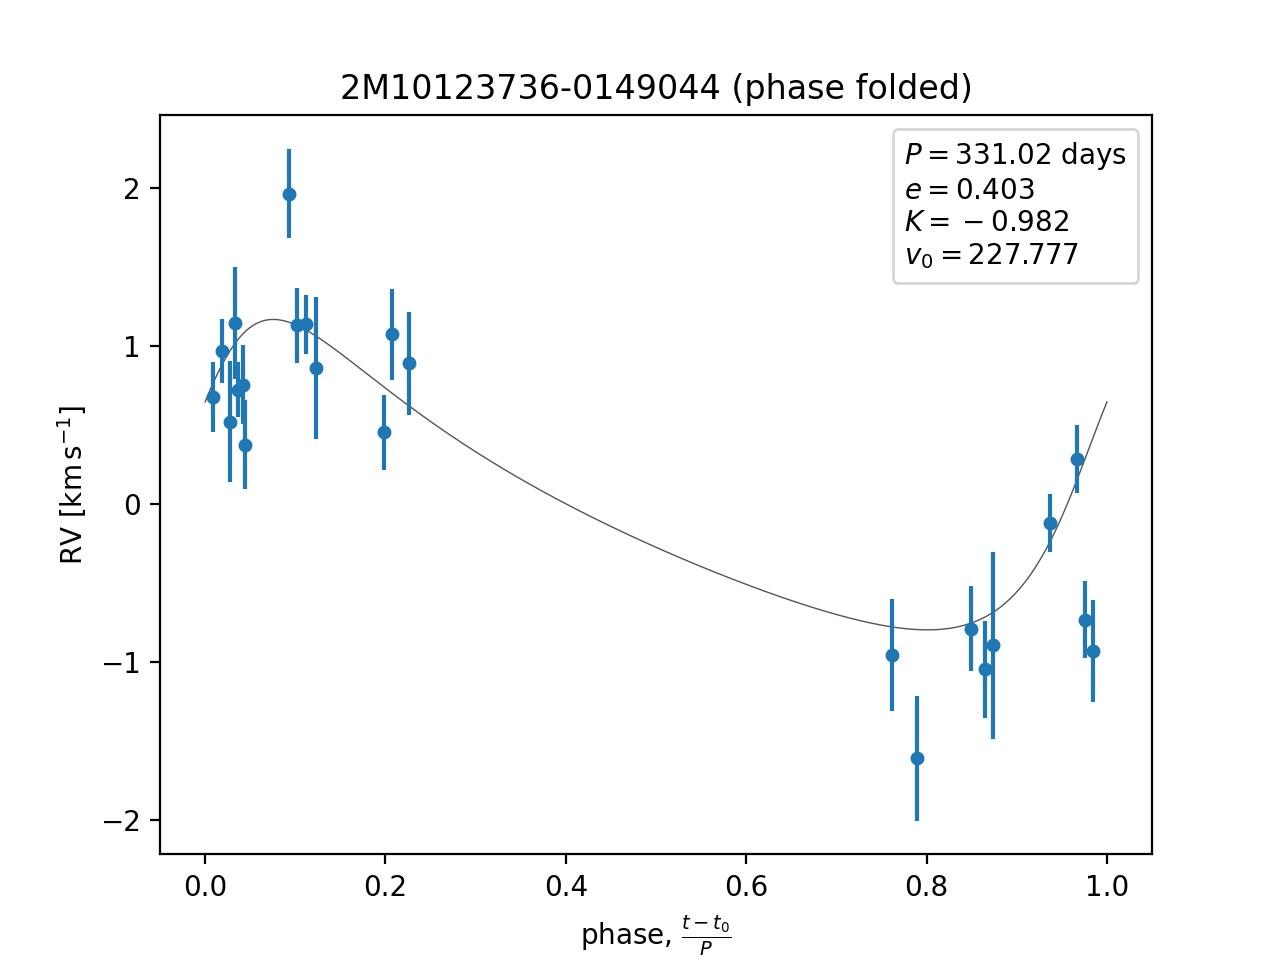 2M10123736-0149044 (phase folded)
P = 331.02 days
e = 0.403
K = −0.982
v₀ = 227.777
2
1
0
−1
−2
RV [km s⁻¹]
0.0 0.2 0.4 0.6 0.8 1.0
phase, (t − t₀)/P